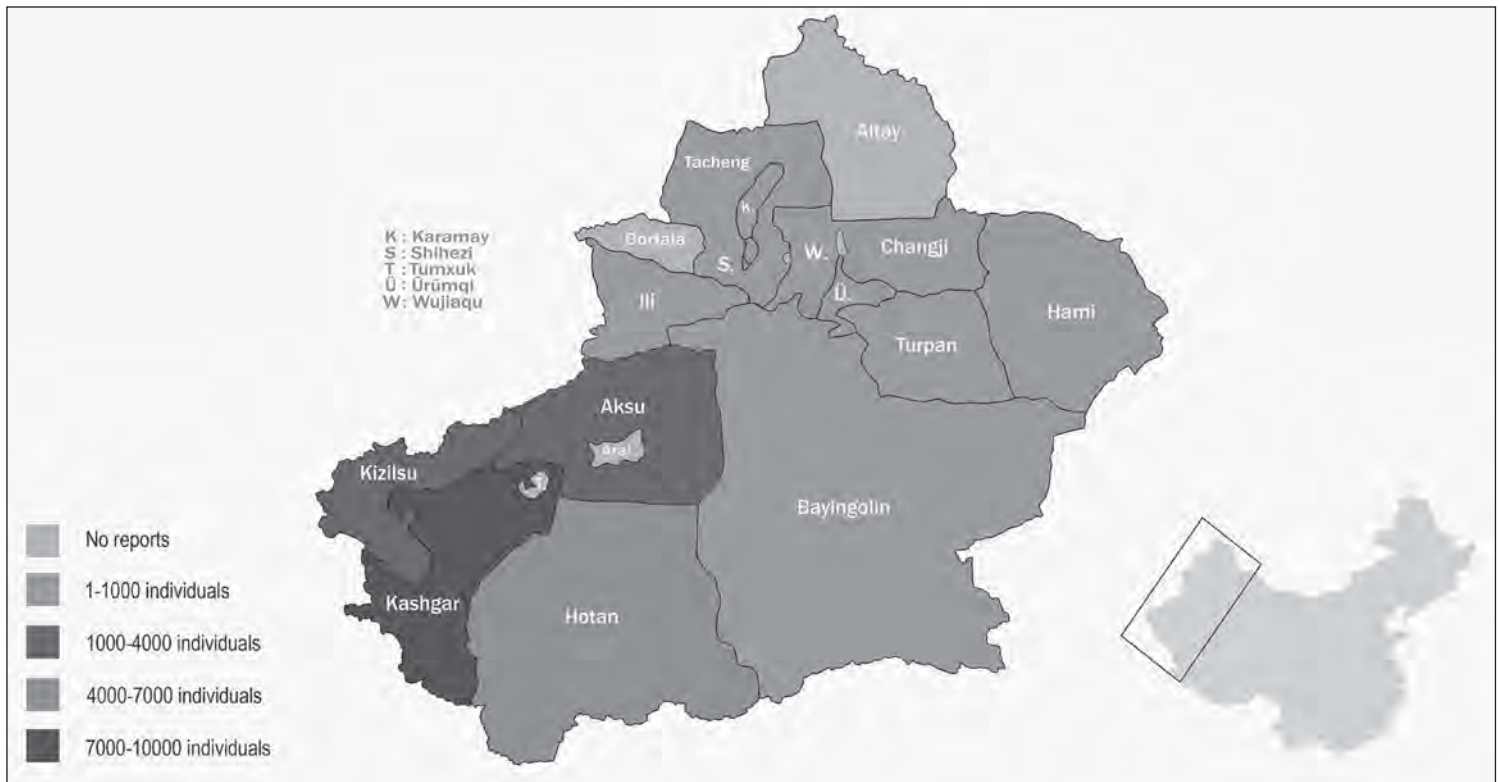 Altay
Tacheng
K.
K : Karamay
S : Shihezi
T : Tumxuk
Ü : Ürümqi
W : Wujiaqu
Bortala
S.
W.
Changji
Ili
Ü.
Hami
Turpan
Aksu
Aral
Kizilsu
T.
Bayingolin
Kashgar
Hotan
No reports
1-1000 individuals
1000-4000 individuals
4000-7000 individuals
7000-10000 individuals